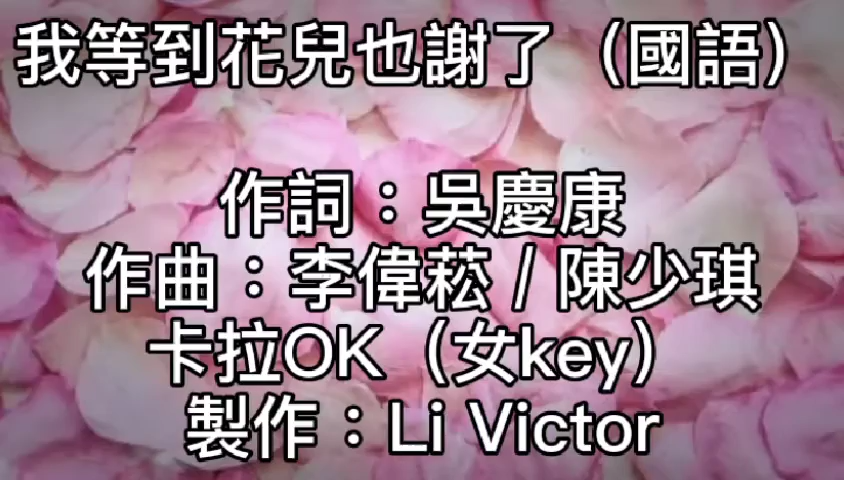 我等到花兒也謝了（國語）
作詞：吳慶康
作曲：李偉菘 / 陳少琪
卡拉OK（女key）
製作：Li Victor